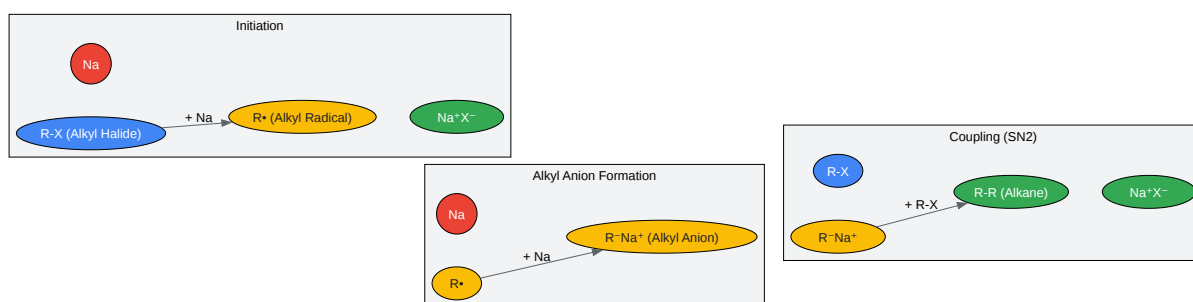 Initiation
Na
R-X (Alkyl Halide)
+ Na
R• (Alkyl Radical)
Na⁺X⁻
Alkyl Anion Formation
Na
R•
+ Na
R⁻Na⁺ (Alkyl Anion)
Coupling (SN2)
R-X
R⁻Na⁺
+ R-X
R-R (Alkane)
Na⁺X⁻